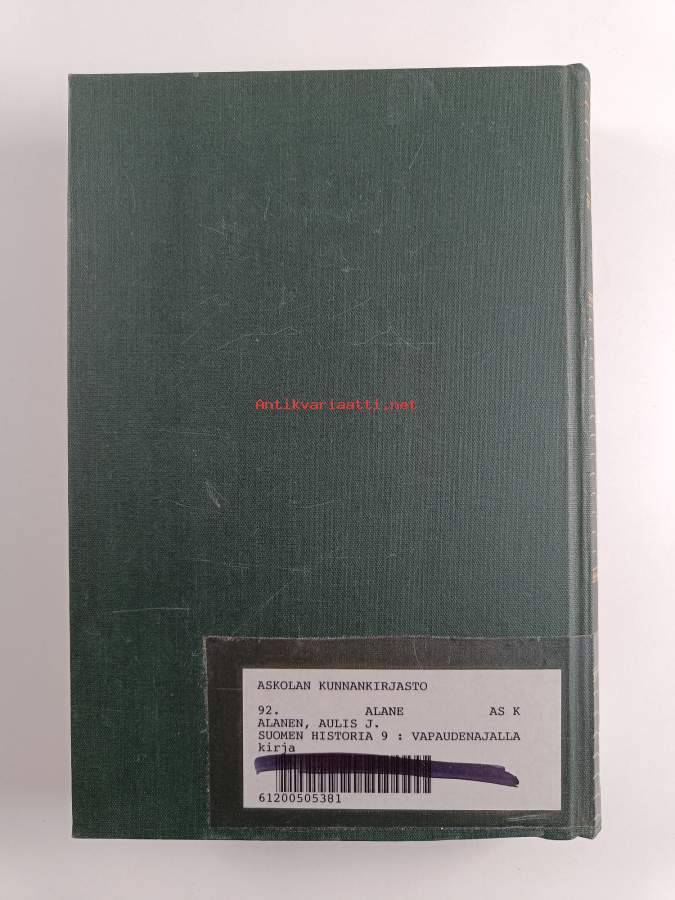 Antikvariaatti.net
ASKOLAN KUNNANKIRJASTO
92. ALANE AS K
ALANEN, AULIS J.
SUOMEN HISTORIA 9 : VAPAUDENAJALLA
kirja
61200505381